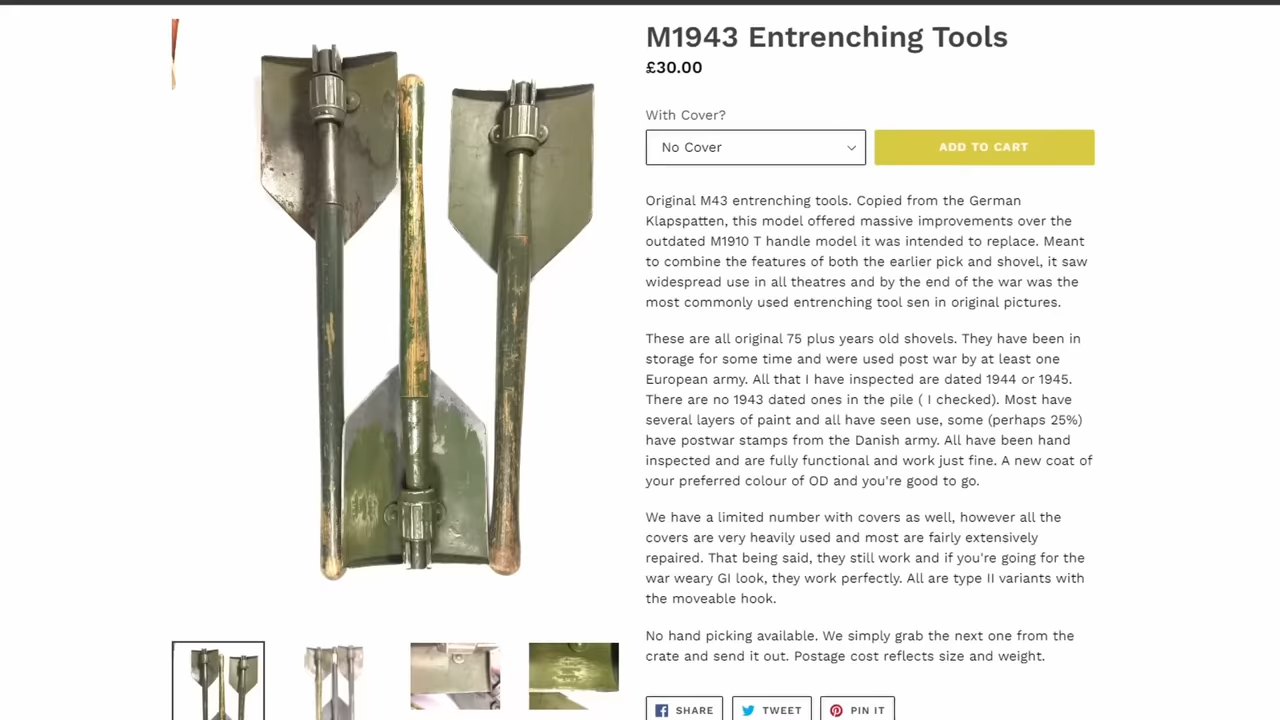 M1943 Entrenching Tools
£30.00
With Cover?
No Cover
ADD TO CART
Original M43 entrenching tools. Copied from the German
Klapspatten, this model offered massive improvements over the
outdated M1910 T handle model it was intended to replace. Meant
to combine the features of both the earlier pick and shovel, it saw
widespread use in all theatres and by the end of the war was the
most commonly used entrenching tool sen in original pictures.
These are all original 75 plus years old shovels. They have been in
storage for some time and were used post war by at least one
European army. All that I have inspected are dated 1944 or 1945.
There are no 1943 dated ones in the pile ( I checked). Most have
several layers of paint and all have seen use, some (perhaps 25%)
have postwar stamps from the Danish army. All have been hand
inspected and are fully functional and work just fine. A new coat of
your preferred colour of OD and you're good to go.
We have a limited number with covers as well, however all the
covers are very heavily used and most are fairly extensively
repaired. That being said, they still work and if you're going for the
war weary GI look, they work perfectly. All are type II variants with
the moveable hook.
No hand picking available. We simply grab the next one from the
crate and send it out. Postage cost reflects size and weight.
SHARE TWEET PIN IT